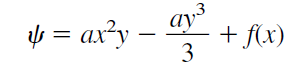 ψ = ax²y − ay³/3 + f(x)